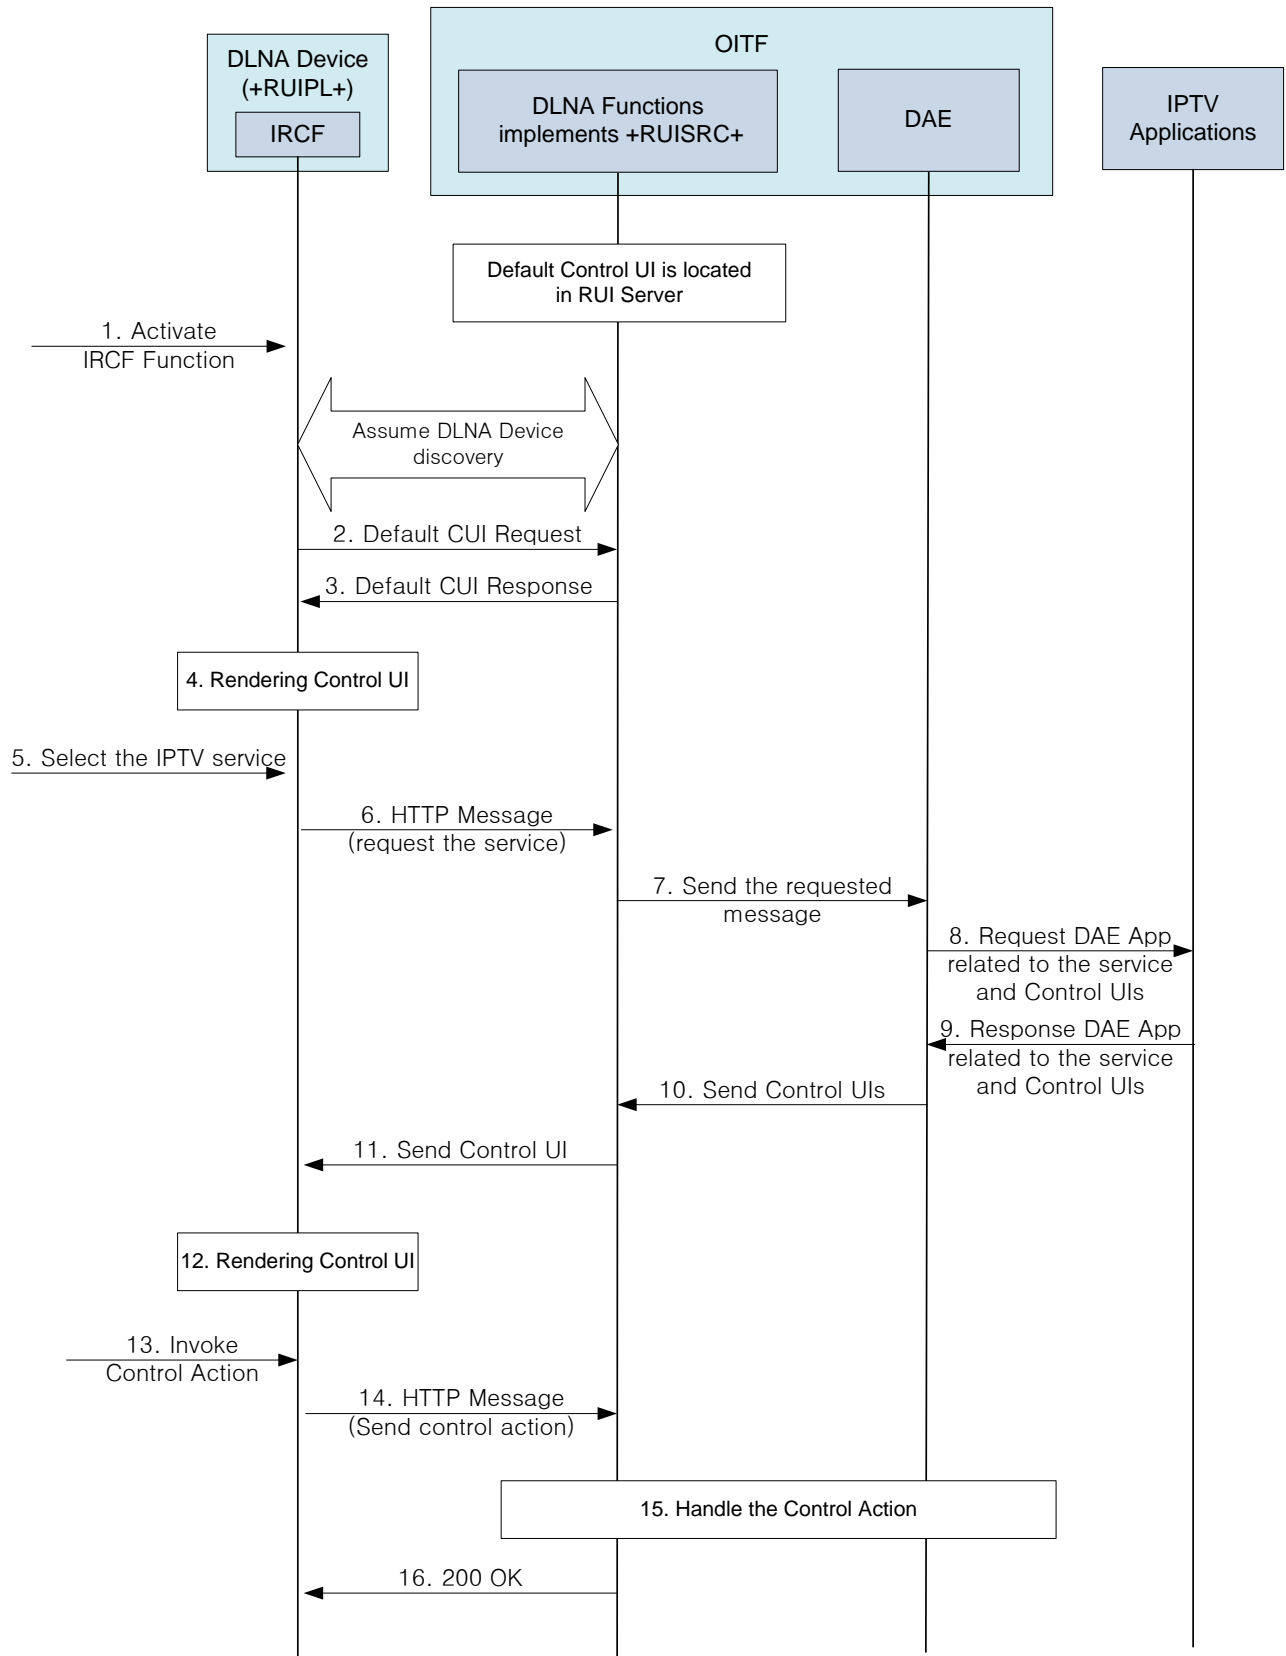 OITF
DLNA Device
(+RUIPL+)
IRCF
DLNA Functions
implements +RUISRC+
DAE
IPTV
Applications
Default Control UI is located
in RUI Server
1. Activate
IRCF Function
Assume DLNA Device
discovery
2. Default CUI Request
3. Default CUI Response
4. Rendering Control UI
5. Select the IPTV service
6. HTTP Message
(request the service)
7. Send the requested
message
8. Request DAE App
related to the service
and Control UIs
9. Response DAE App
related to the service
and Control UIs
10. Send Control UIs
11. Send Control UI
12. Rendering Control UI
13. Invoke
Control Action
14. HTTP Message
(Send control action)
15. Handle the Control Action
16. 200 OK